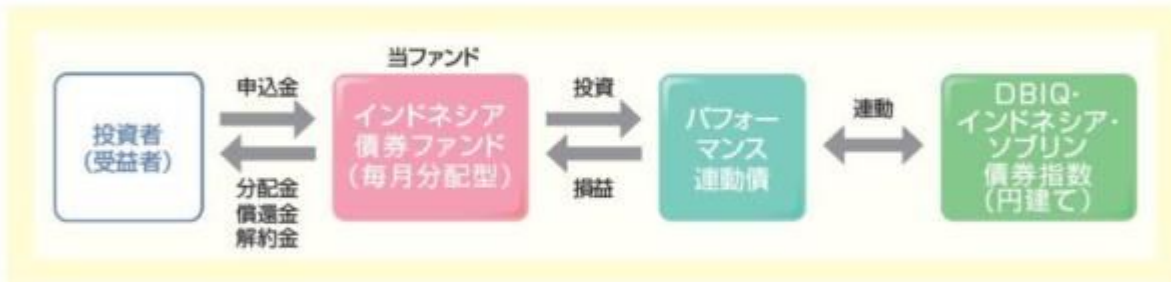 投資者
(受益者)
申込金
分配金
償還金
解約金
当ファンド
インドネシア
債券ファンド
(毎月分配型)
投資
損益
パフォー
マンス
連動債
連動
DBIQ・
インドネシア・
ソブリン
債券指数
(円建て)